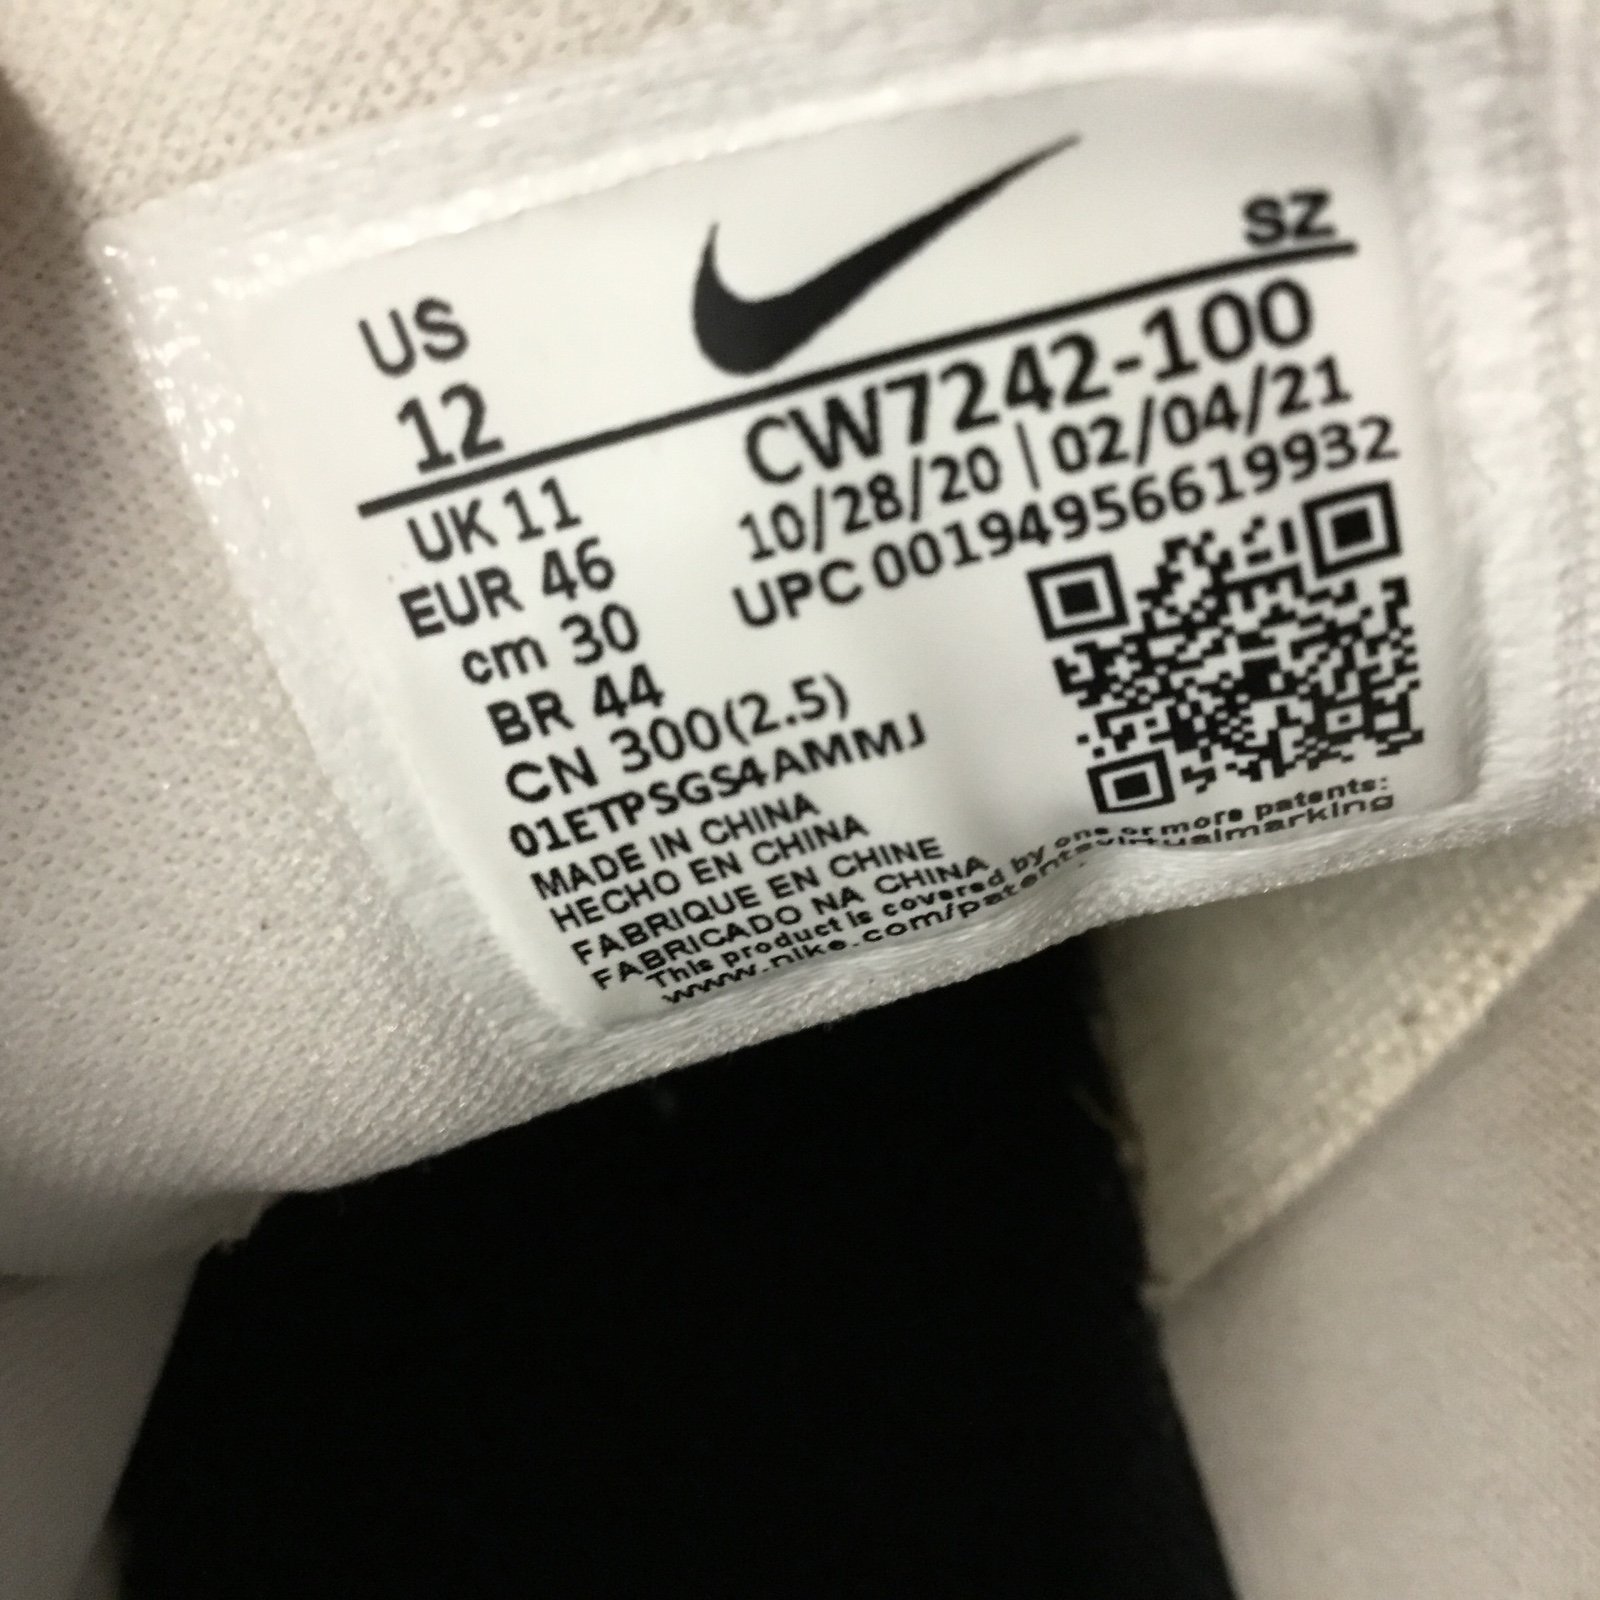 US
12
SZ
UK 11
EUR 46
cm 30
BR 44
CN 300(2.5)
CW7242-100
10/28/20 | 02/04/21
UPC 00194956619932
01ETPSGS4AMMJ
MADE IN CHINA
HECHO EN CHINA
FABRIQUE EN CHINE
FABRICADO NA CHINA
This product is covered by one or more patents:
www.nike.com/patentsvirtualmarking